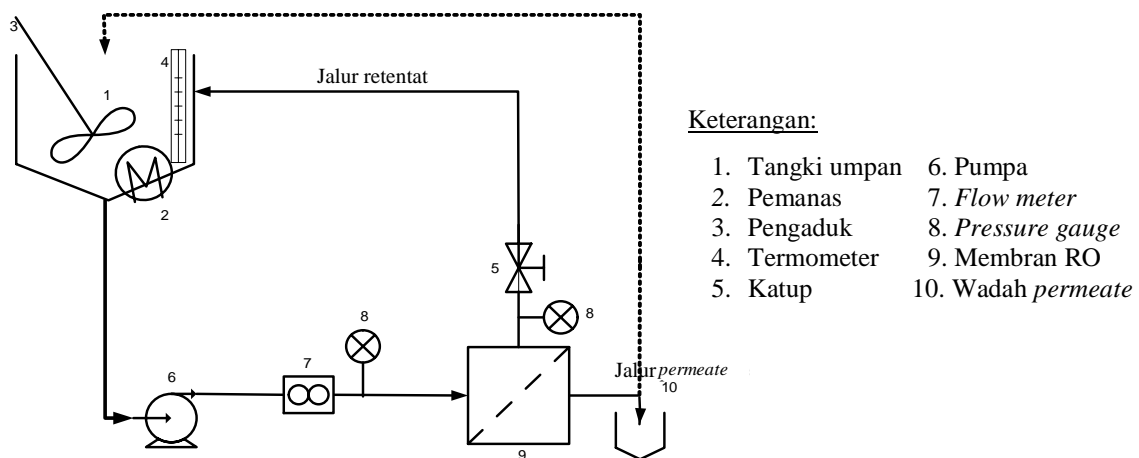 3
4
1
Jalur retentat
2
5
8
8
7
6
Jalur permeate
10
9
Keterangan:
1. Tangki umpan
2. Pemanas
3. Pengaduk
4. Termometer
5. Katup
6. Pumpa
7. Flow meter
8. Pressure gauge
9. Membran RO
10. Wadah permeate